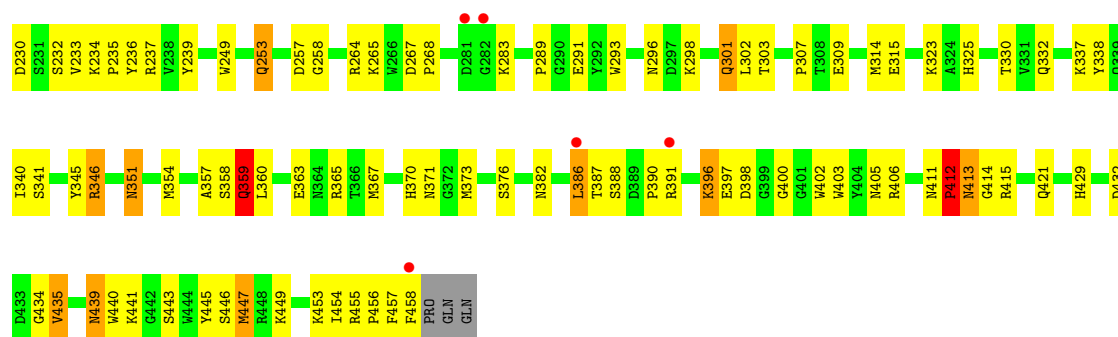 D230 S231 S232 V233 K234 P235 Y236 R237 V238 Y239 W249 Q253 D257 G258 R264 K265 W266 D267 P268 D281 G282 K283 P289 G290 E291 Y292 W293 N296 D297 K298 Q301 L302 T303 P307 T308 E309 M314 E315 K323 A324 H325 T330 V331 Q332 K337 Y338
I340 S341 Y345 R346 N351 M354 A357 S358 Q359 L360 E363 N364 R365 T366 M367 H370 N371 G372 M373 S376 N382 L386 T387 S388 D389 P390 R391 K396 E397 D398 G399 G400 G401 W402 W403 Y404 N405 R406 N411 P412 N413 G414 R415 Q421 H429
D433 G434 V435 N439 W440 K441 G442 S443 W444 Y445 S446 M447 R448 K449 K453 I454 R455 P456 F457 F458 PRO GLN GLN